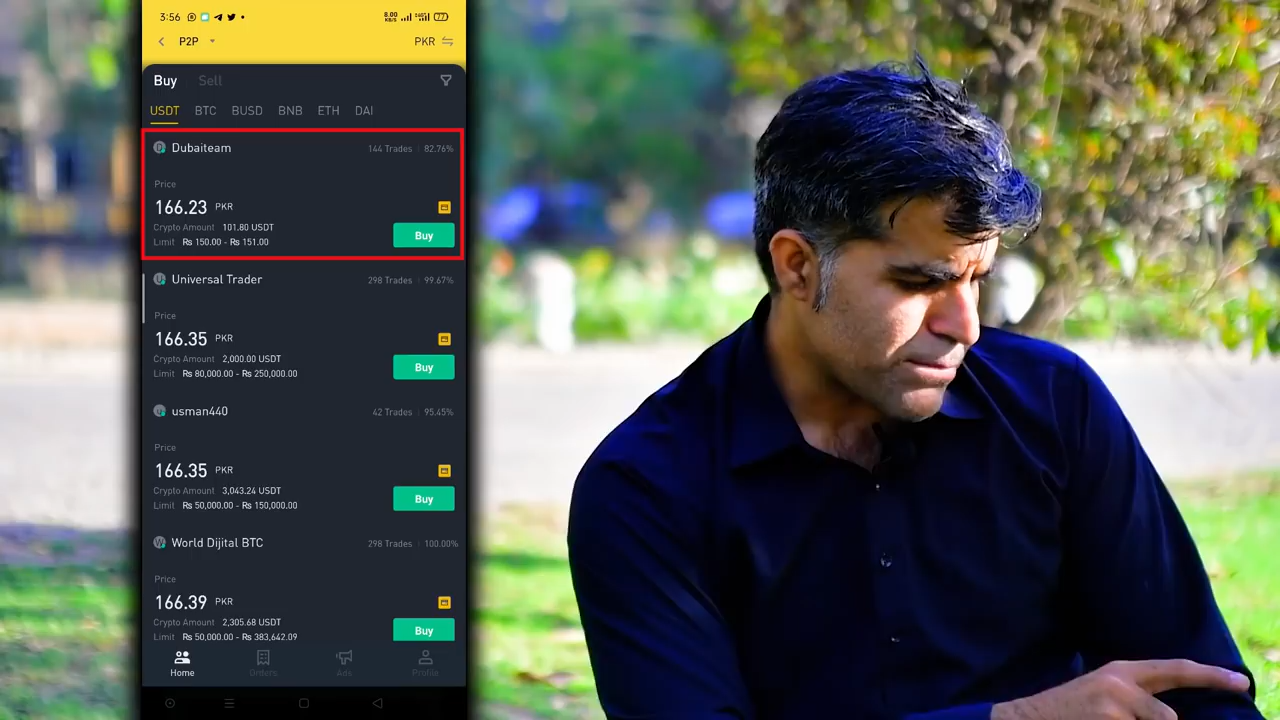 3:56
8.00 KB/S
77
P2P
PKR
Buy Sell
USDT BTC BUSD BNB ETH DAI
Dubaiteam
144 Trades 82.76%
Price
166.23 PKR
Crypto Amount 101.80 USDT
Limit ₨ 150.00 - ₨ 151.00
Buy
Universal Trader
298 Trades 99.67%
Price
166.35 PKR
Crypto Amount 2,000.00 USDT
Limit ₨ 80,000.00 - ₨ 250,000.00
Buy
usman440
42 Trades 95.45%
Price
166.35 PKR
Crypto Amount 3,043.24 USDT
Limit ₨ 50,000.00 - ₨ 150,000.00
Buy
World Dijital BTC
298 Trades 100.00%
Price
166.39 PKR
Crypto Amount 2,305.68 USDT
Limit ₨ 50,000.00 - ₨ 383,642.09
Buy
Home Orders Ads Profile